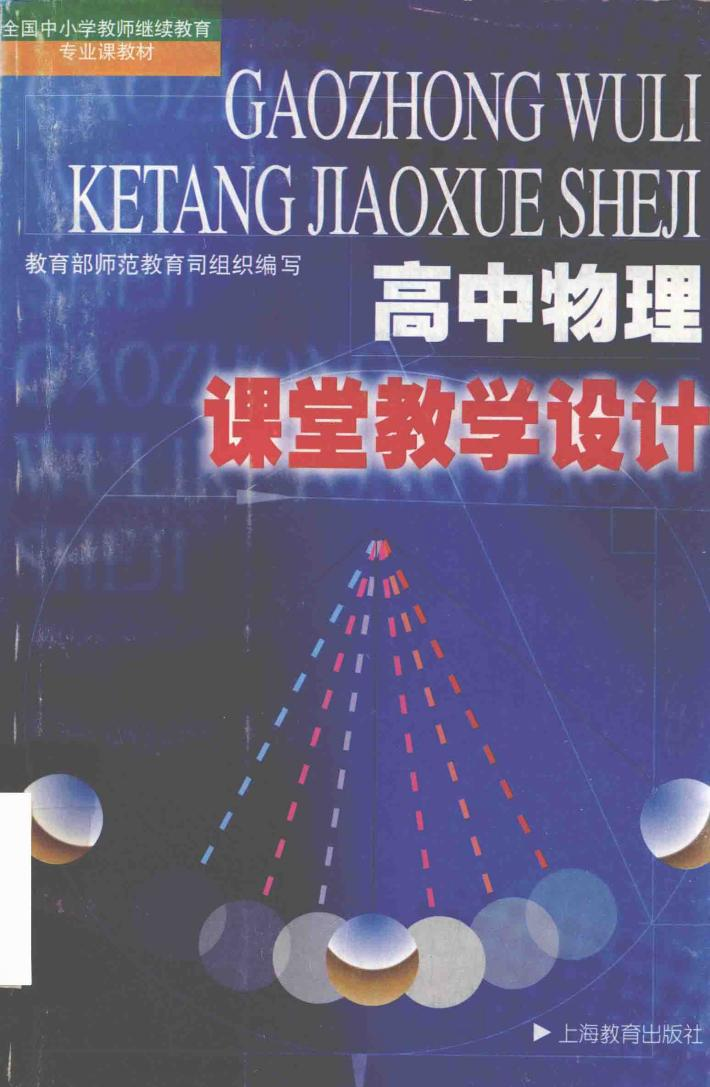 全国中小学教师继续教育
专业课教材
GAOZHONG WULI
KETANG JIAOXUE SHEJI
教育部师范教育司组织编写
高中物理
课堂教学设计
上海教育出版社